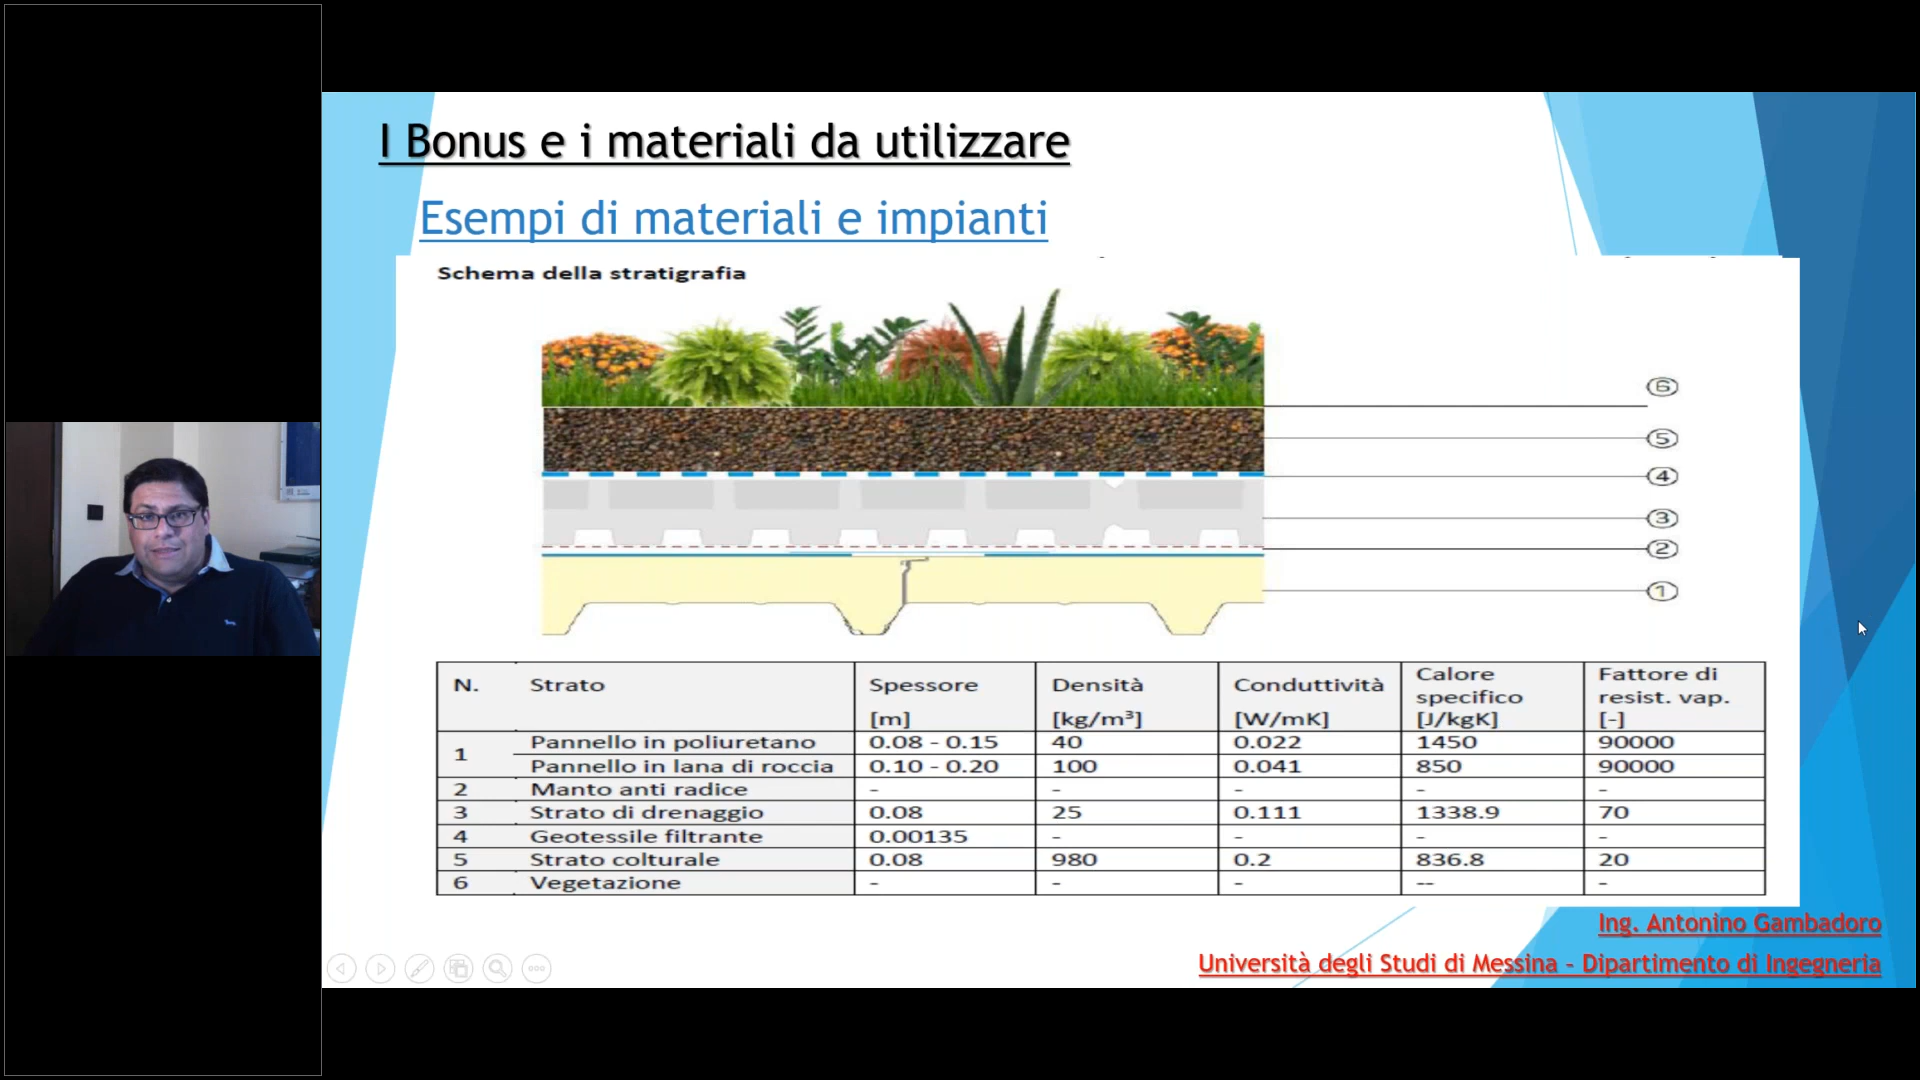 I Bonus e i materiali da utilizzare
Esempi di materiali e impianti
Schema della stratigrafia
6
5
4
3
2
1
N. Strato Spessore [m] Densità [kg/m³] Conduttività [W/mK] Calore specifico [J/kgK] Fattore di resist. vap. [-]
1 Pannello in poliuretano 0.08 - 0.15 40 0.022 1450 90000
Pannello in lana di roccia 0.10 - 0.20 100 0.041 850 90000
2 Manto anti radice - - - - -
3 Strato di drenaggio 0.08 25 0.111 1338.9 70
4 Geotessile filtrante 0.00135 - - - -
5 Strato colturale 0.08 980 0.2 836.8 20
6 Vegetazione - - - -- -
Ing. Antonino Gambadoro
Università degli Studi di Messina – Dipartimento di Ingegneria